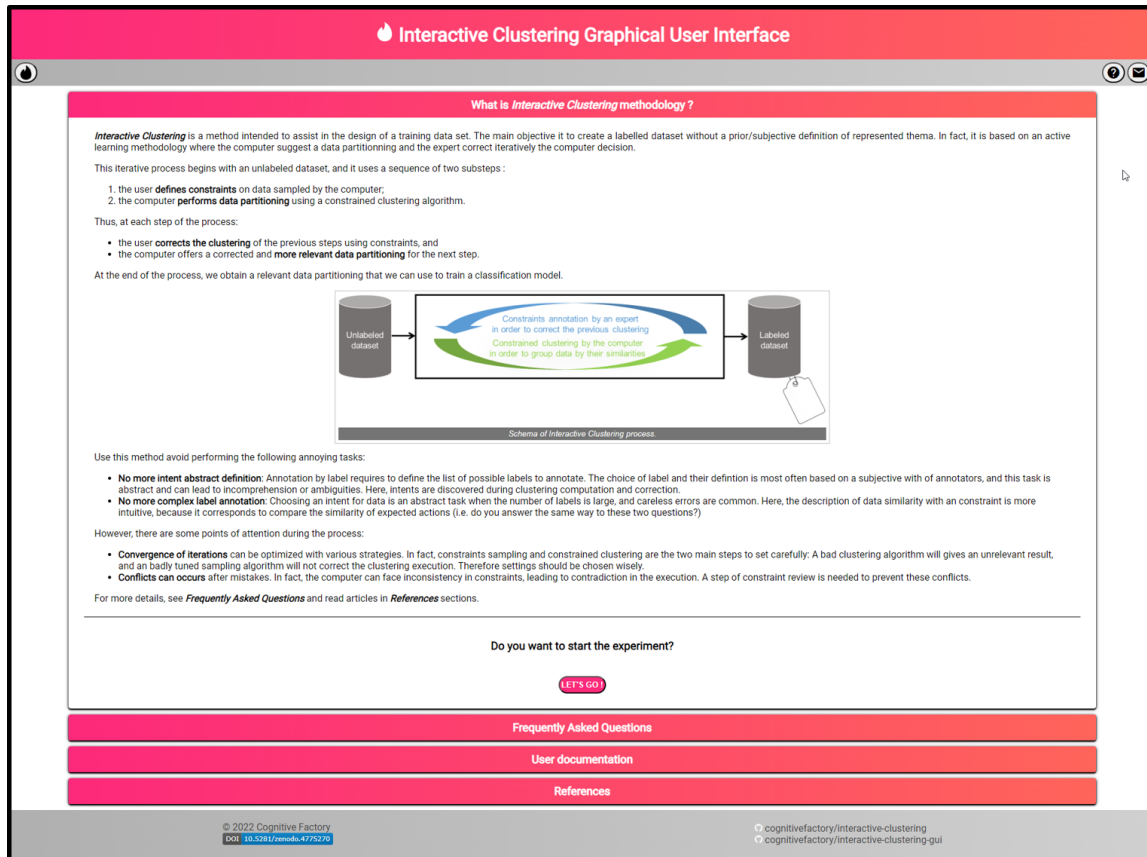 Interactive Clustering Graphical User Interface
What is Interactive Clustering methodology ?
Interactive Clustering is a method intended to assist in the design of a training data set. The main objective it to create a labelled dataset without a prior/subjective definition of represented thema. In fact, it is based on an active
learning methodology where the computer suggest a data partitionning and the expert correct iteratively the computer decision.
This iterative process begins with an unlabeled dataset, and it uses a sequence of two substeps :
1. the user defines constraints on data sampled by the computer;
2. the computer performs data partitioning using a constrained clustering algorithm.
Thus, at each step of the process:
• the user corrects the clustering of the previous steps using constraints, and
• the computer offers a corrected and more relevant data partitioning for the next step.
At the end of the process, we obtain a relevant data partitioning that we can use to train a classification model.
Unlabeled
dataset
Constraints annotation by an expert
in order to correct the previous clustering
Constrained clustering by the computer
in order to group data by their similarities
Labeled
dataset
Schema of Interactive Clustering process.
Use this method avoid performing the following annoying tasks:
• No more intent abstract definition: Annotation by label requires to define the list of possible labels to annotate. The choice of label and their defintion is most often based on a subjective with of annotators, and this task is
abstract and can lead to incomprehension or ambiguities. Here, intents are discovered during clustering computation and correction.
• No more complex label annotation: Choosing an intent for data is an abstract task when the number of labels is large, and careless errors are common. Here, the description of data similarity with an constraint is more
intuitive, because it corresponds to compare the similarity of expected actions (i.e. do you answer the same way to these two questions?)
However, there are some points of attention during the process:
• Convergence of iterations can be optimized with various strategies. In fact, constraints sampling and constrained clustering are the two main steps to set carefully: A bad clustering algorithm will gives an unrelevant result,
and an badly tuned sampling algorithm will not correct the clustering execution. Therefore settings should be chosen wisely.
• Conflicts can occurs after mistakes. In fact, the computer can face inconsistency in constraints, leading to contradiction in the execution. A step of constraint review is needed to prevent these conflicts.
For more details, see Frequently Asked Questions and read articles in References sections.
Do you want to start the experiment?
LET'S GO !
Frequently Asked Questions
User documentation
References
© 2022 Cognitive Factory
DOI 10.5281/zenodo.4775270
cognitivefactory/interactive-clustering
cognitivefactory/interactive-clustering-gui